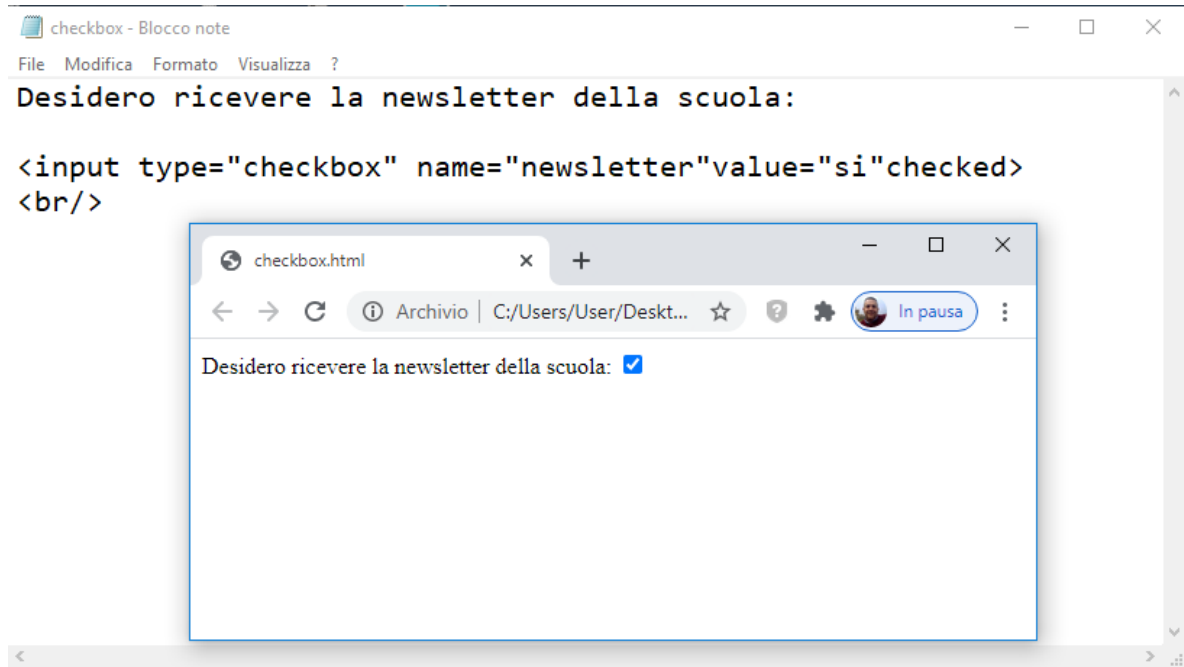 checkbox - Blocco note
File Modifica Formato Visualizza ?
Desidero ricevere la newsletter della scuola:
<input type="checkbox" name="newsletter"value="si"checked>
<br/>
checkbox.html
Archivio | C:/Users/User/Deskt... In pausa
Desidero ricevere la newsletter della scuola: